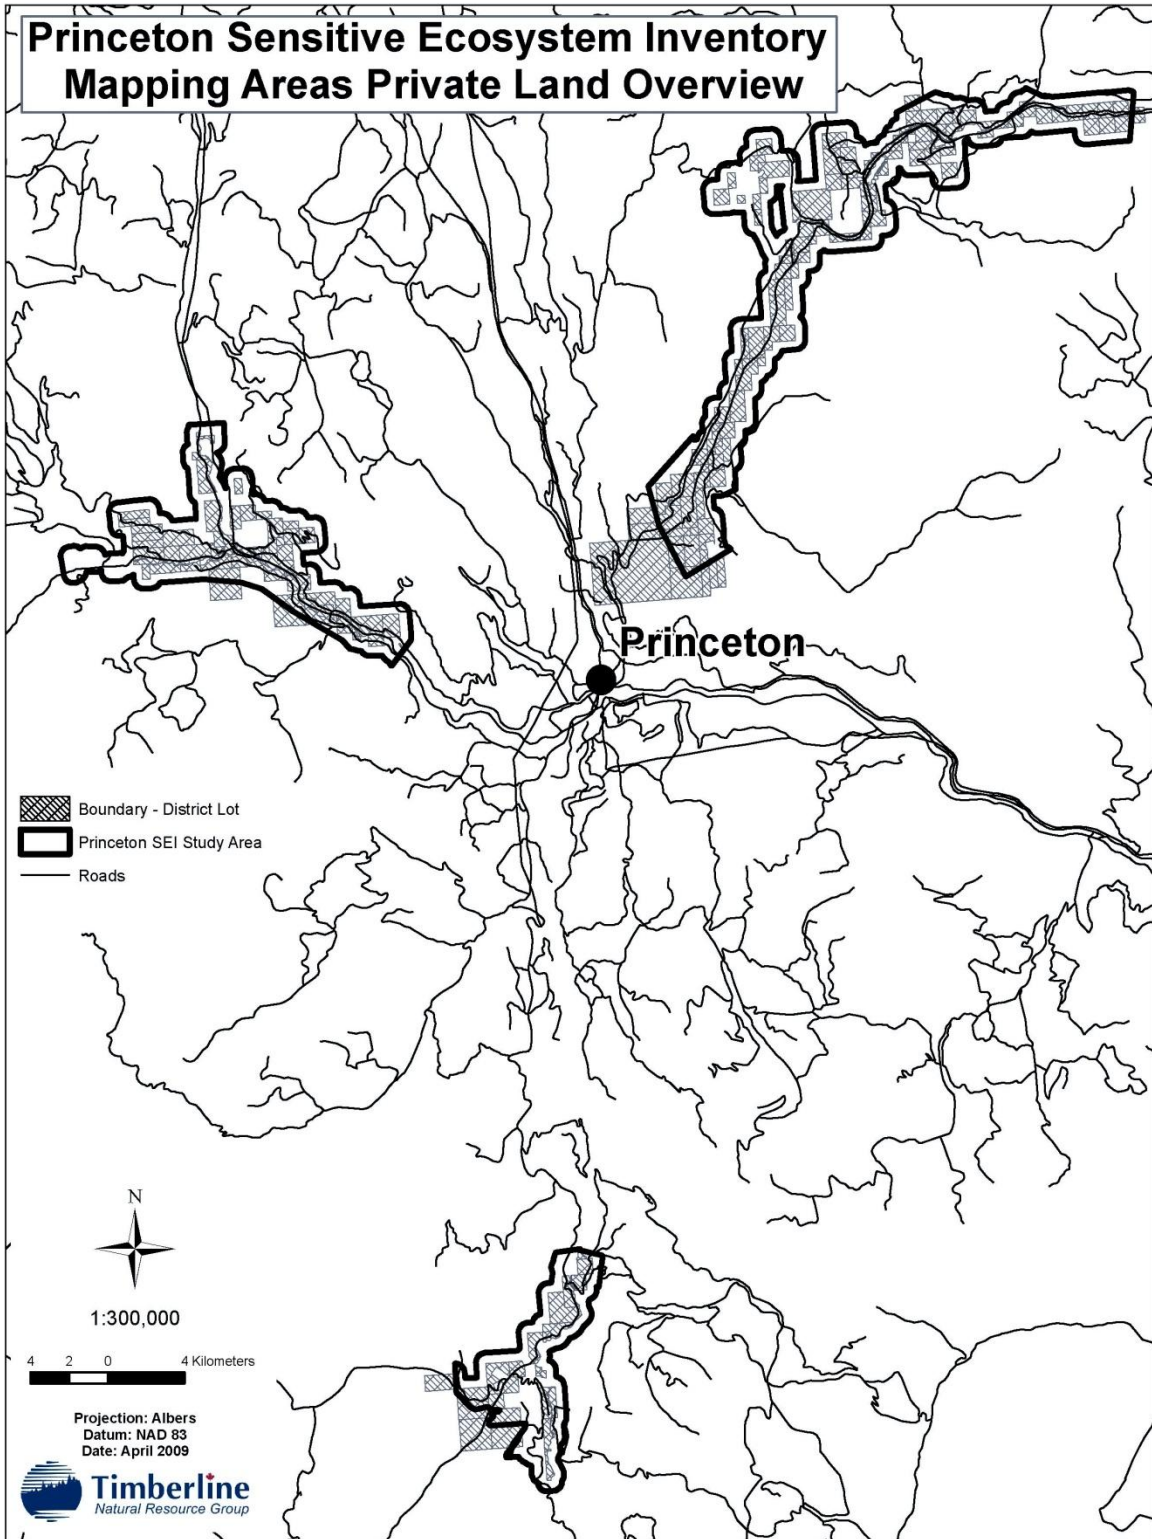 Princeton Sensitive Ecosystem Inventory
Mapping Areas Private Land Overview
Princeton
Boundary - District Lot
Princeton SEI Study Area
Roads
N
1:300,000
4 2 0 4 Kilometers
Projection: Albers
Datum: NAD 83
Date: April 2009
Timberline
Natural Resource Group